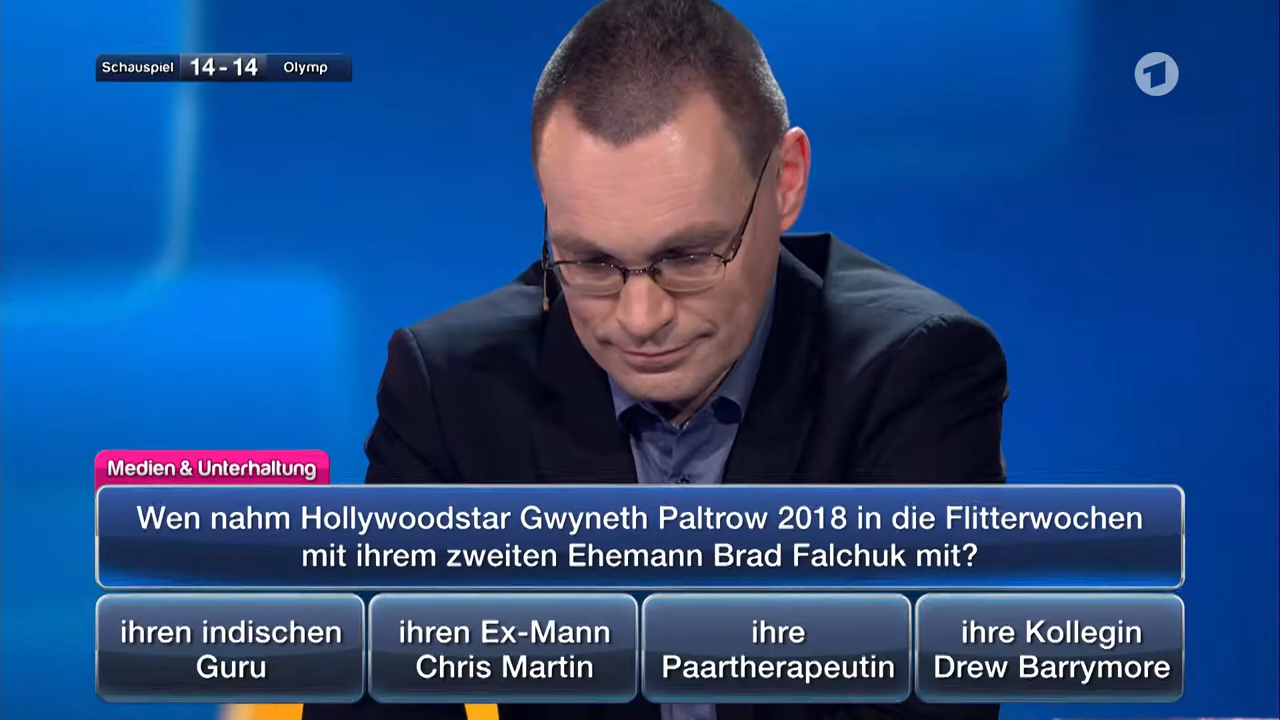 Schauspiel 14-14 Olymp
1
Medien & Unterhaltung
Wen nahm Hollywoodstar Gwyneth Paltrow 2018 in die Flitterwochen
mit ihrem zweiten Ehemann Brad Falchuk mit?
ihren indischen
Guru
ihren Ex-Mann
Chris Martin
ihre
Paartherapeutin
ihre Kollegin
Drew Barrymore